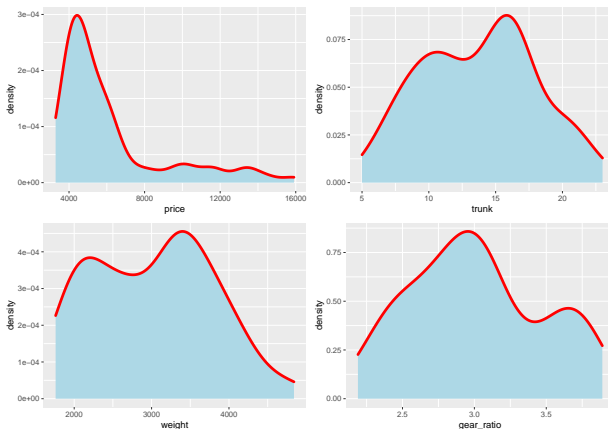 3e−04
2e−04
1e−04
0e+00
density
4000 8000 12000 16000
price
0.075
0.050
0.025
0.000
density
5 10 15 20
trunk
4e−04
3e−04
2e−04
1e−04
0e+00
density
2000 3000 4000
weight
0.75
0.50
0.25
0.00
density
2.5 3.0 3.5
gear_ratio